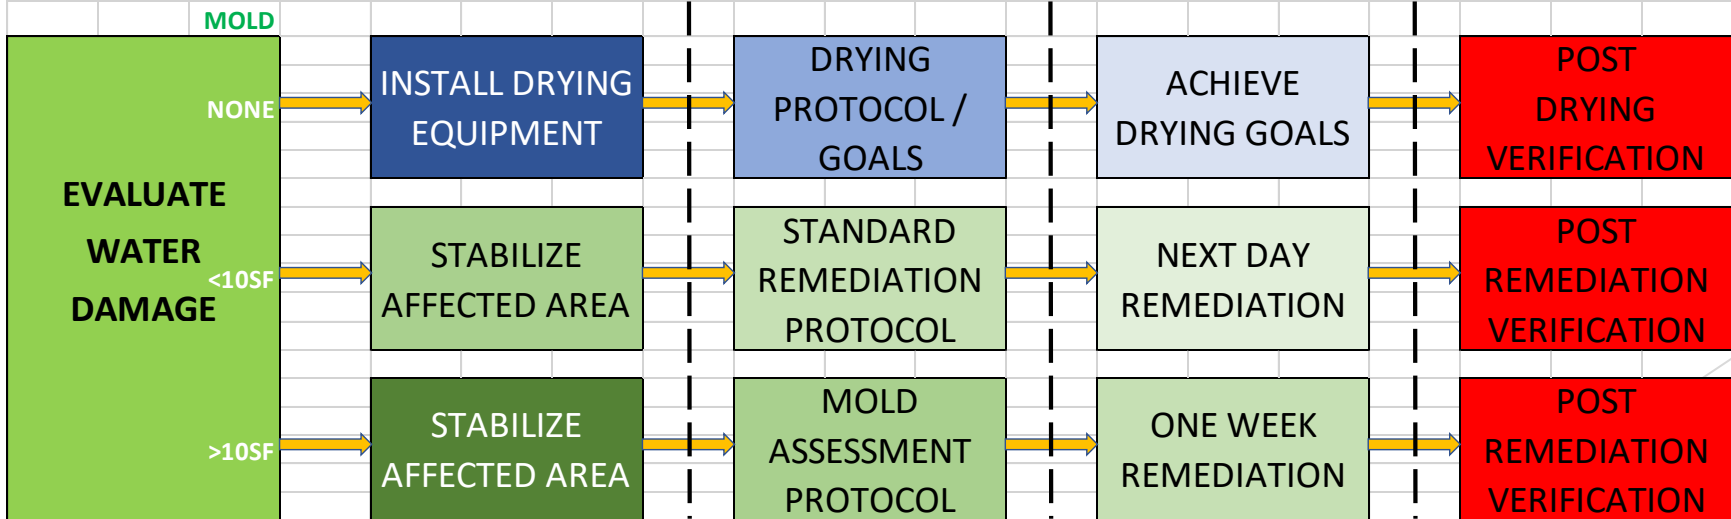 MOLD
EVALUATE
WATER
DAMAGE
NONE
INSTALL DRYING
EQUIPMENT
DRYING
PROTOCOL /
GOALS
ACHIEVE
DRYING GOALS
POST
DRYING
VERIFICATION
<10SF
STABILIZE
AFFECTED AREA
STANDARD
REMEDIATION
PROTOCOL
NEXT DAY
REMEDIATION
POST
REMEDIATION
VERIFICATION
>10SF
STABILIZE
AFFECTED AREA
MOLD
ASSESSMENT
PROTOCOL
ONE WEEK
REMEDIATION
POST
REMEDIATION
VERIFICATION